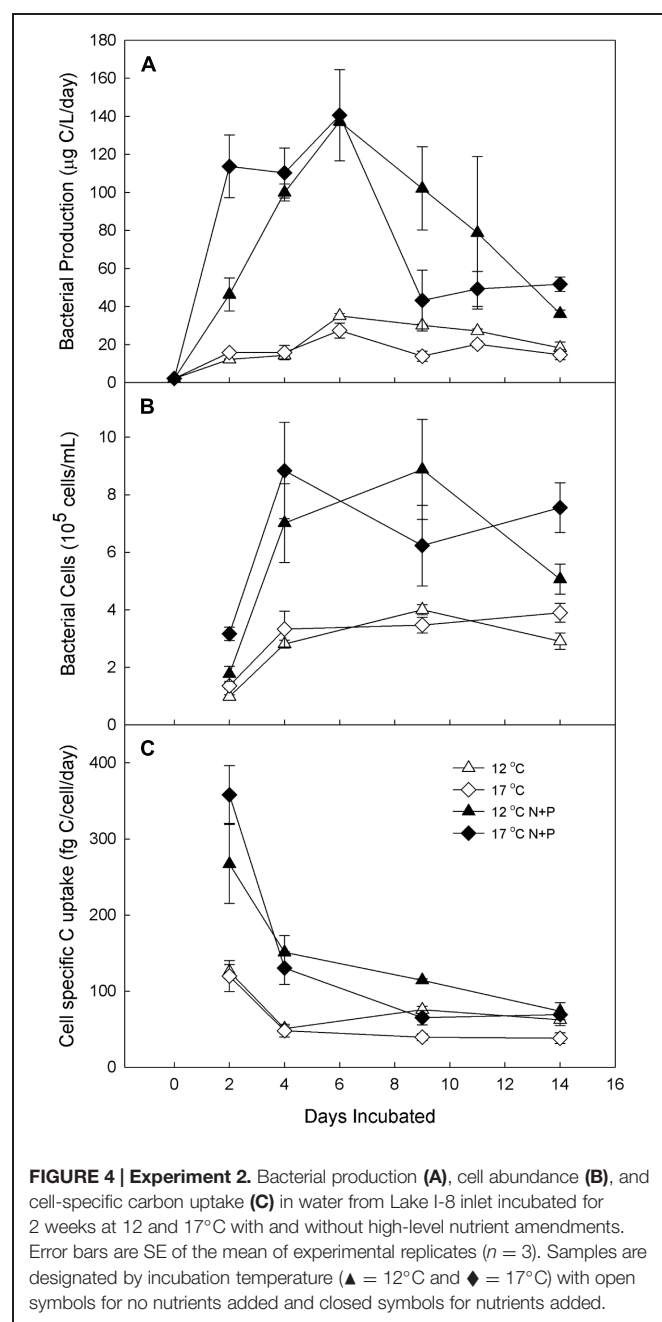 A
Bacterial Production (µg C/L/day)
180
160
140
120
100
80
60
40
20
0
B
Bacterial Cells (10⁵ cells/mL)
10
8
6
4
2
0
C
Cell specific C uptake (fg C/cell/day)
400
300
200
100
0
12 °C
17 °C
12 °C N+P
17 °C N+P
0 2 4 6 8 10 12 14 16
Days Incubated
FIGURE 4 | Experiment 2. Bacterial production (A), cell abundance (B), and
cell-specific carbon uptake (C) in water from Lake I-8 inlet incubated for
2 weeks at 12 and 17°C with and without high-level nutrient amendments.
Error bars are SE of the mean of experimental replicates (n = 3). Samples are
designated by incubation temperature (▲ = 12°C and ◆ = 17°C) with open
symbols for no nutrients added and closed symbols for nutrients added.